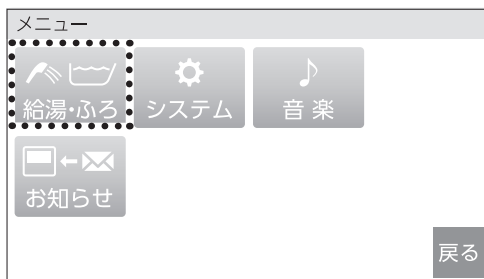 メニュー
給湯・ふろ
システム
音楽
お知らせ
戻る